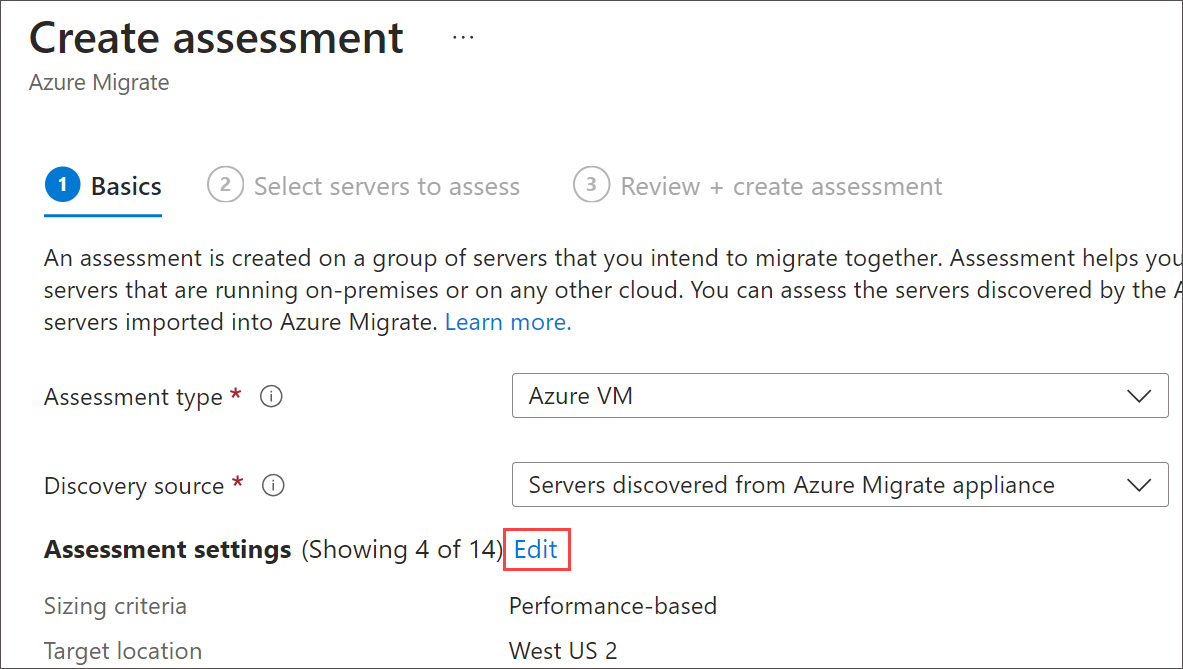 Create assessment ...
Azure Migrate
1 Basics 2 Select servers to assess 3 Review + create assessment
An assessment is created on a group of servers that you intend to migrate together. Assessment helps you
servers that are running on-premises or on any other cloud. You can assess the servers discovered by the A
servers imported into Azure Migrate. Learn more.
Assessment type * i Azure VM
Discovery source * i Servers discovered from Azure Migrate appliance
Assessment settings (Showing 4 of 14) Edit
Sizing criteria Performance-based
Target location West US 2